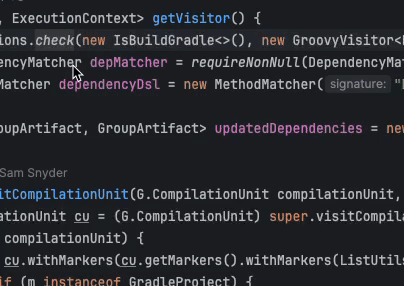 , ExecutionContext> getVisitor() {
ions.check(new IsBuildGradle<>(), new GroovyVisitor<
encyMatcher depMatcher = requireNonNull(DependencyMat
Matcher dependencyDsl = new MethodMatcher( signature: "
oupArtifact, GroupArtifact> updatedDependencies = new
Sam Snyder
itCompilationUnit(G.CompilationUnit compilationUnit,
ationUnit cu = (G.CompilationUnit) super.visitCompila
compilationUnit) {
cu.withMarkers(cu.getMarkers().withMarkers(ListUtils
if (m instanceof GradleProject) {